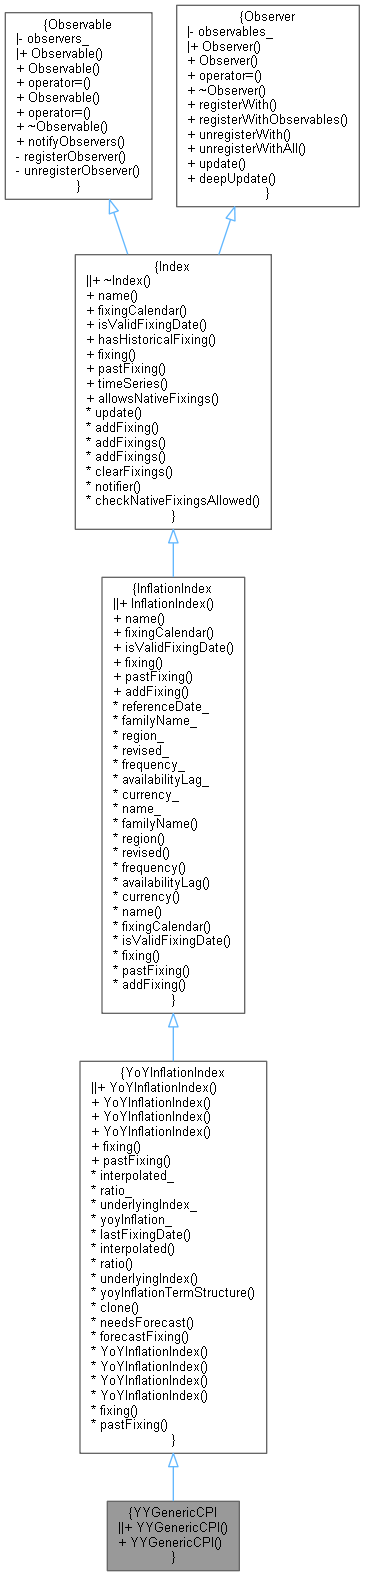 {Observable
|- observers_
|+ Observable()
+ Observable()
+ operator=()
+ Observable()
+ operator=()
+ ~Observable()
+ notifyObservers()
- registerObserver()
- unregisterObserver()
}
{Observer
|- observables_
|+ Observer()
+ Observer()
+ operator=()
+ ~Observer()
+ registerWith()
+ registerWithObservables()
+ unregisterWith()
+ unregisterWithAll()
+ update()
+ deepUpdate()
}
{Index
||+ ~Index()
+ name()
+ fixingCalendar()
+ isValidFixingDate()
+ hasHistoricalFixing()
+ fixing()
+ pastFixing()
+ timeSeries()
+ allowsNativeFixings()
* update()
* addFixing()
* addFixings()
* addFixings()
* clearFixings()
* notifier()
* checkNativeFixingsAllowed()
}
{InflationIndex
||+ InflationIndex()
+ name()
+ fixingCalendar()
+ isValidFixingDate()
+ fixing()
+ pastFixing()
+ addFixing()
* referenceDate_
* familyName_
* region_
* revised_
* frequency_
* availabilityLag_
* currency_
* name_
* familyName()
* region()
* revised()
* frequency()
* availabilityLag()
* currency()
* name()
* fixingCalendar()
* isValidFixingDate()
* fixing()
* pastFixing()
* addFixing()
}
{YoYInflationIndex
||+ YoYInflationIndex()
+ YoYInflationIndex()
+ YoYInflationIndex()
+ YoYInflationIndex()
+ fixing()
+ pastFixing()
* interpolated_
* ratio_
* underlyingIndex_
* yoyInflation_
* lastFixingDate()
* interpolated()
* ratio()
* underlyingIndex()
* yoyInflationTermStructure()
* clone()
* needsForecast()
* forecastFixing()
* YoYInflationIndex()
* YoYInflationIndex()
* YoYInflationIndex()
* YoYInflationIndex()
* fixing()
* pastFixing()
}
{YYGenericCPI
||+ YYGenericCPI()
+ YYGenericCPI()
}